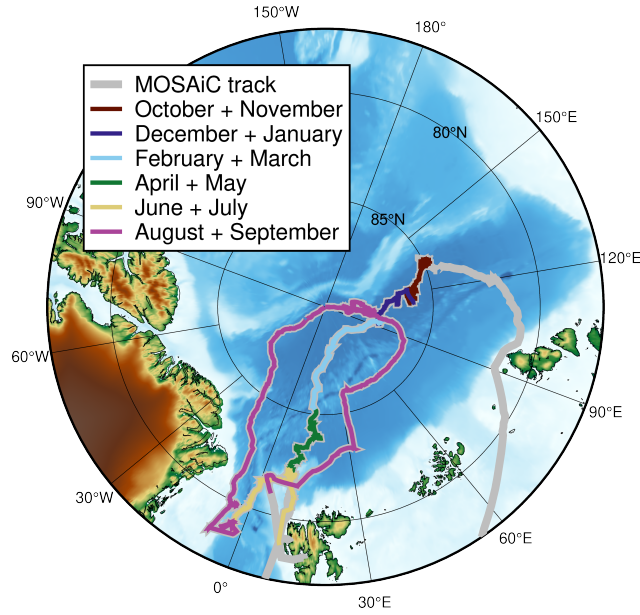 150°W
180°
MOSAiC track
October + November
December + January
February + March
April + May
June + July
August + September
150°E
80°N
90°W
85°N
120°E
60°W
90°E
30°W
60°E
0°
30°E